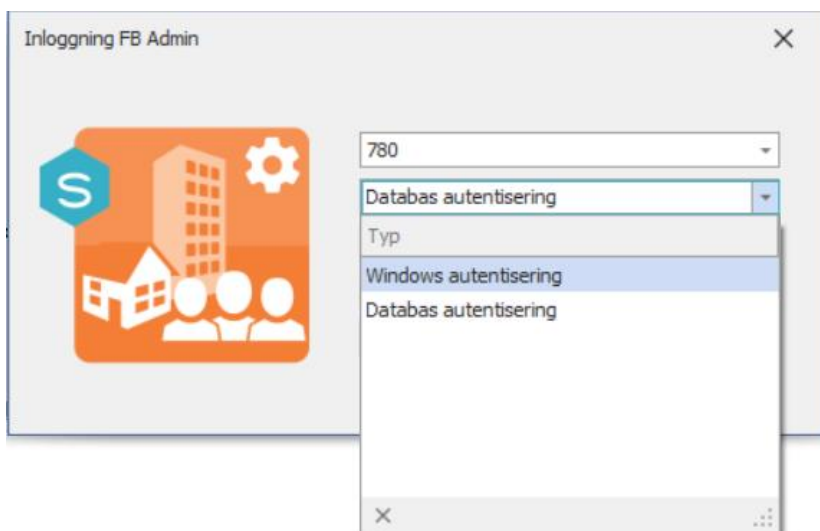 Inloggning FB Admin
S
780
Databas autentisering
Typ
Windows autentisering
Databas autentisering